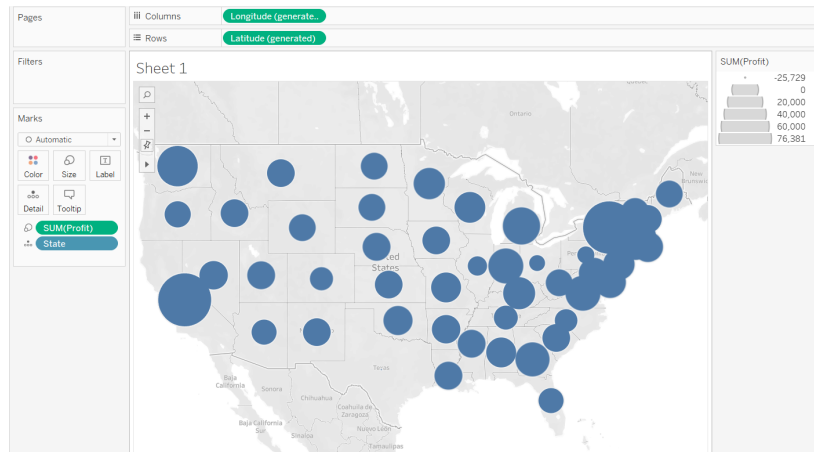 Pages
Columns
Longitude (generate..
Rows
Latitude (generated)
Filters
Sheet 1
SUM(Profit)
-25,729
0
20,000
40,000
60,000
76,381
Marks
Automatic
Color
Size
Label
Detail
Tooltip
SUM(Profit)
State
Ontario
New
Brunswick
United
States
Texas
Baja
California
Sonora
Chihuahua
Coahuila de
Zaragoza
Baja California
Sur
Sinaloa
Nuevo León
Tamaulipas